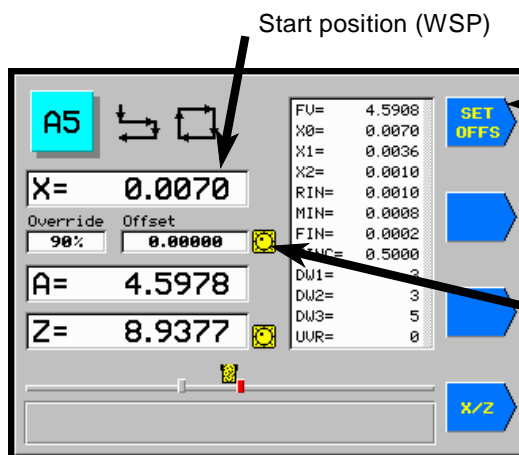 Start position (WSP)
A5
X= 0.0070
Override Offset
90% 0.00000
A= 4.5978
Z= 8.9377
FV= 4.5908
X0= 0.0070
X1= 0.0036
X2= 0.0010
RIN= 0.0010
MIN= 0.0008
FIN= 0.0002
0.5000
DW1= 3
DW2= 3
DW3= 5
UVR= 0
SET
OFFS
X/Z